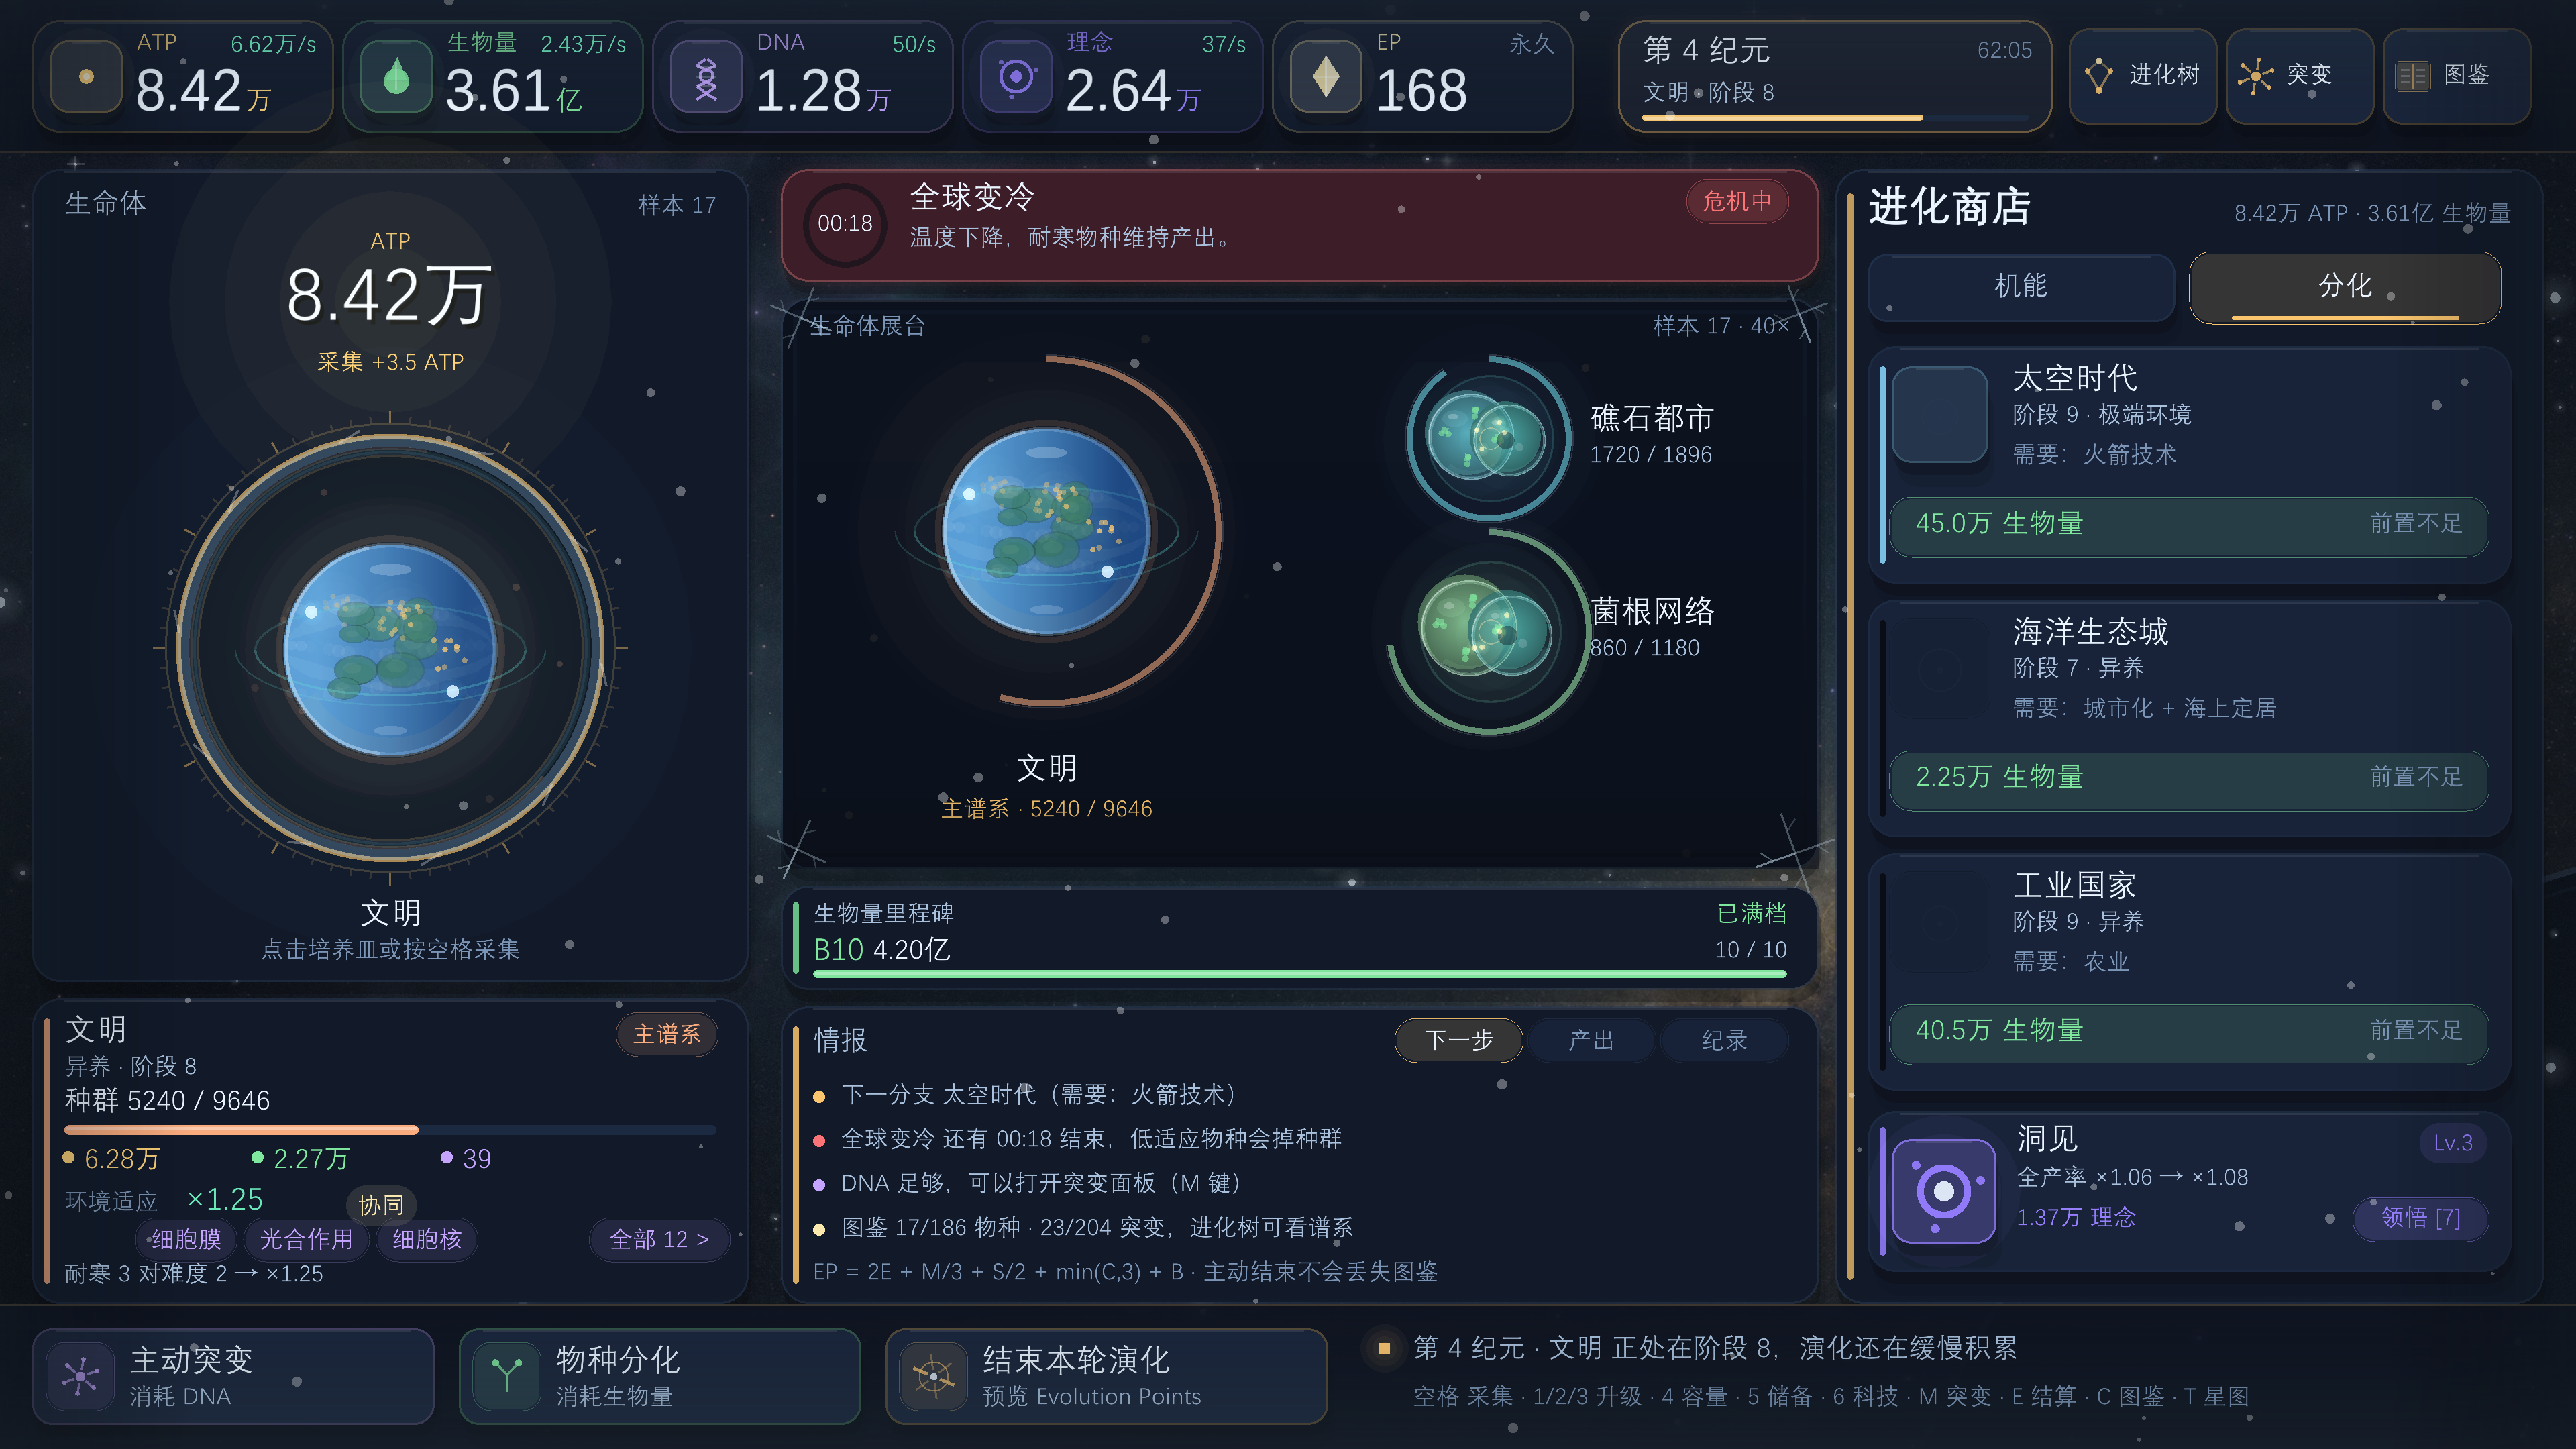 ATP 6.62万/s
8.42万
生物量 2.43万/s
3.61亿
DNA 50/s
1.28万
理念 37/s
2.64万
EP 永久
168
第 4 纪元 62:05
文明 · 阶段 8
进化树
突变
图鉴
生命体 样本 17
ATP
8.42万
采集 +3.5 ATP
文明
点击培养皿或按空格采集
文明 主谱系
异养 · 阶段 8
种群 5240 / 9646
6.28万 2.27万 39
环境适应 ×1.25 协同
细胞膜 光合作用 细胞核 全部 12 >
耐寒 3 对难度 2 → ×1.25
00:18
全球变冷 危机中
温度下降，耐寒物种维持产出。
生命体展台 样本 17 · 40×
礁石都市
1720 / 1896
菌根网络
860 / 1180
文明
主谱系 · 5240 / 9646
生物量里程碑 已满档
B10 4.20亿 10 / 10
情报 下一步 产出 纪录
下一分支 太空时代（需要：火箭技术）
全球变冷 还有 00:18 结束，低适应物种会掉种群
DNA 足够，可以打开突变面板（M 键）
图鉴 17/186 物种 · 23/204 突变，进化树可看谱系
EP = 2E + M/3 + S/2 + min(C,3) + B · 主动结束不会丢失图鉴
进化商店 8.42万 ATP · 3.61亿 生物量
机能 分化
太空时代
阶段 9 · 极端环境
需要：火箭技术
45.0万 生物量 前置不足
海洋生态城
阶段 7 · 异养
需要：城市化 + 海上定居
2.25万 生物量 前置不足
工业国家
阶段 9 · 异养
需要：农业
40.5万 生物量 前置不足
洞见 Lv.3
全产率 ×1.06 → ×1.08
1.37万 理念 领悟 [7]
主动突变
消耗 DNA
物种分化
消耗生物量
结束本轮演化
预览 Evolution Points
第 4 纪元 · 文明 正处在阶段 8，演化还在缓慢积累
空格 采集 · 1/2/3 升级 · 4 容量 · 5 储备 · 6 科技 · M 突变 · E 结算 · C 图鉴 · T 星图